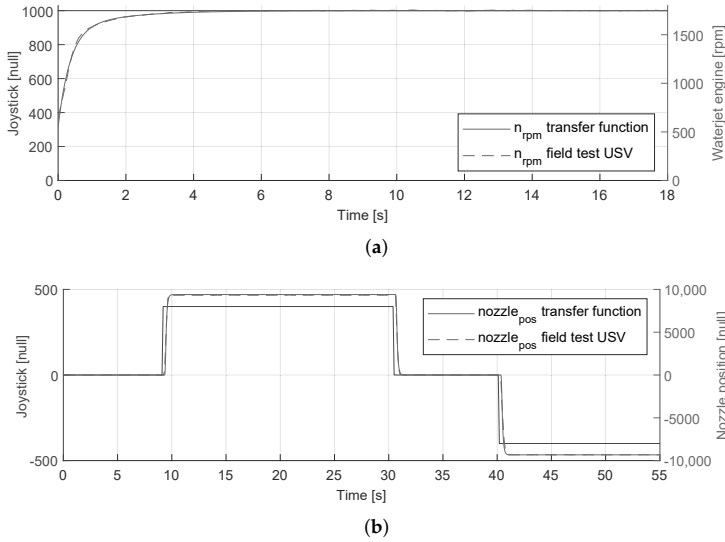 1000
800
600
400
200
0
Joystick [null]
1500
1000
500
0
Waterjet engine [rpm]
n_rpm transfer function
n_rpm field test USV
0 2 4 6 8 10 12 14 16 18
Time [s]
(a)
500
0
-500
Joystick [null]
10,000
5000
0
-5000
-10,000
Nozzle position [null]
nozzle_pos transfer function
nozzle_pos field test USV
0 5 10 15 20 25 30 35 40 45 50 55
Time [s]
(b)